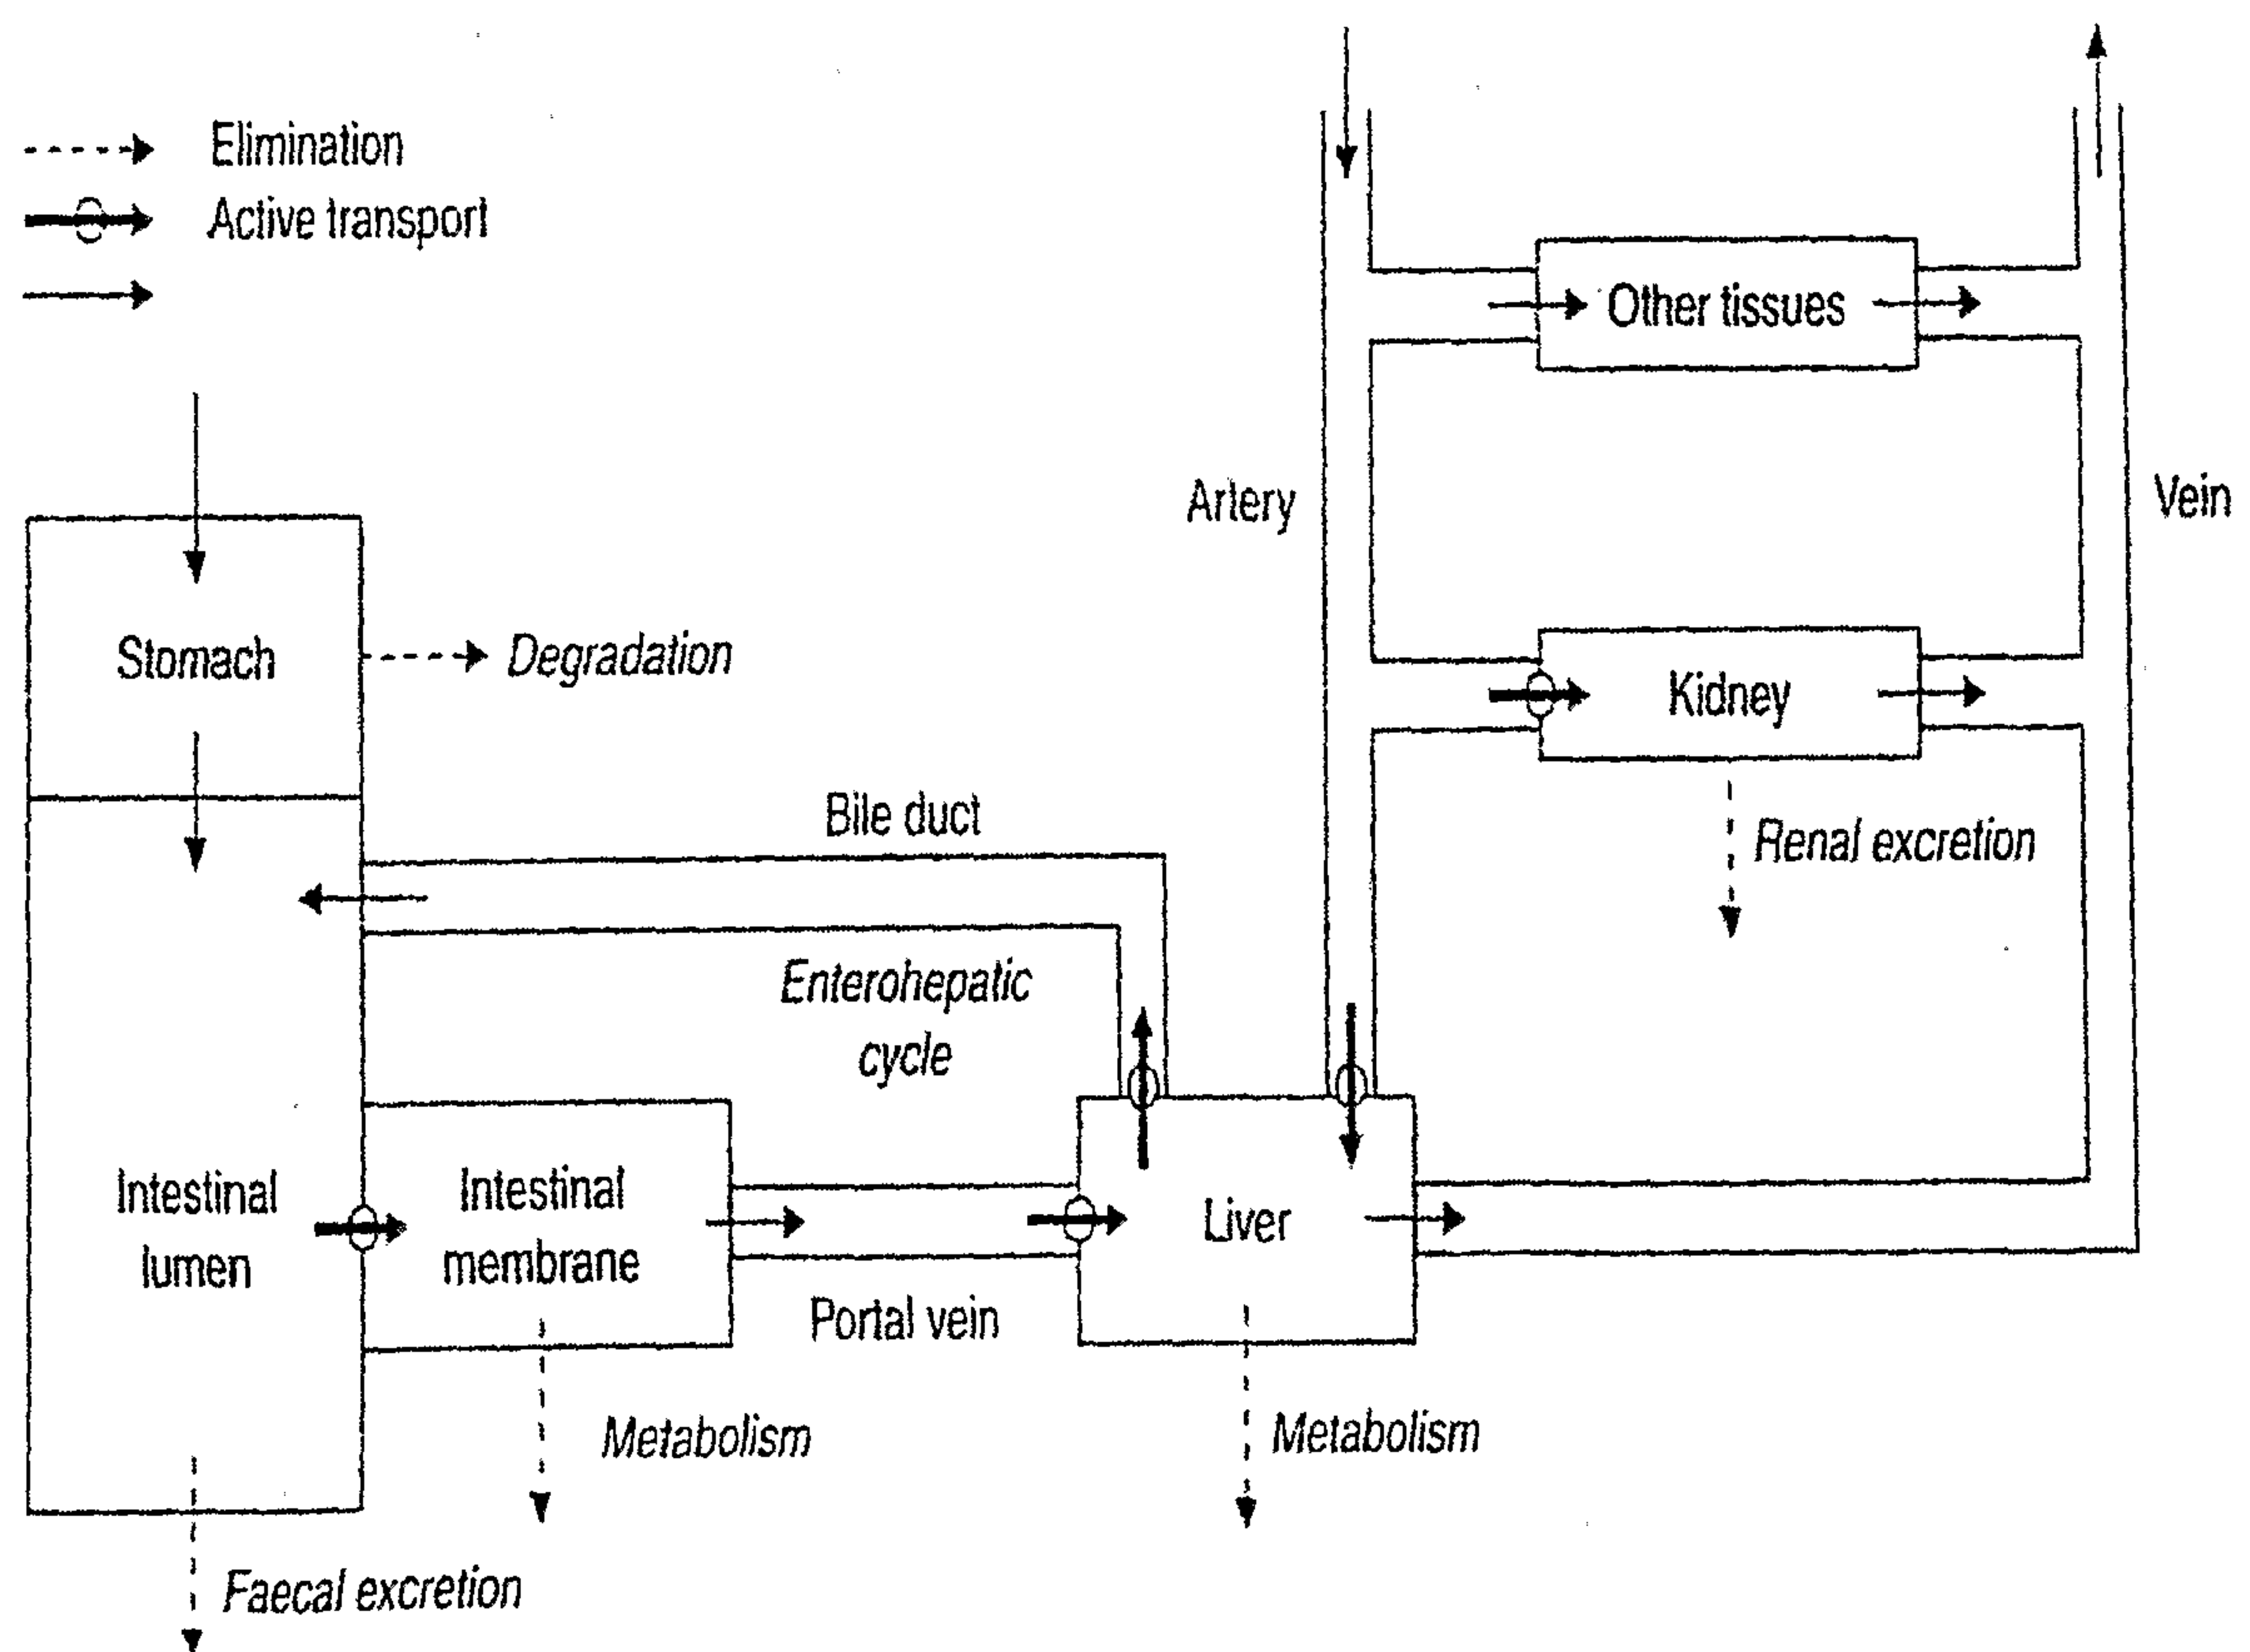 Elimination
Active transport
Other tissues
Artery
Vein
Stomach
Degradation
Kidney
Bile duct
Renal excretion
Enterohepatic
cycle
Intestinal
lumen
Intestinal
membrane
Liver
Portal vein
Metabolism
Metabolism
Faecal excretion